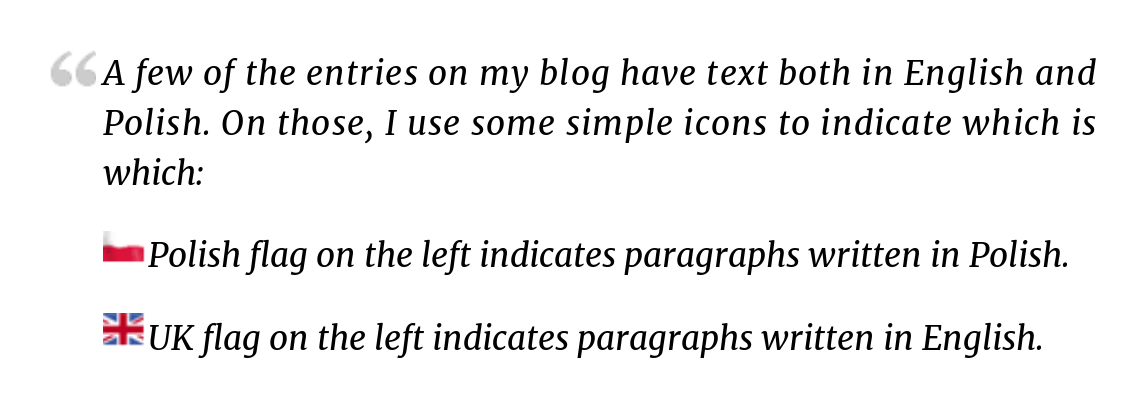 “A few of the entries on my blog have text both in English and
Polish. On those, I use some simple icons to indicate which is
which:
Polish flag on the left indicates paragraphs written in Polish.
UK flag on the left indicates paragraphs written in English.